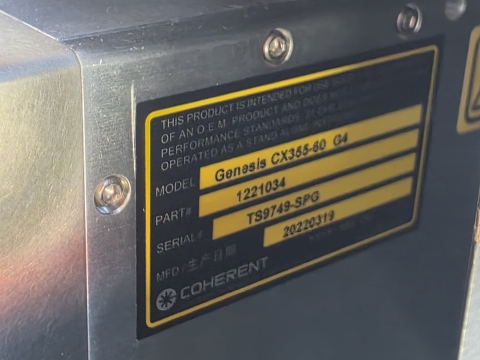 THIS PRODUCT IS INTENDED FOR USE
OF AN O.E.M. PRODUCT AND DOES NOT
PERFORMANCE STANDARDS
OPERATED AS A STAND ALONE
MODEL Genesis CX355-60 G4
PART# 1221034
SERIAL# TS9749-SPG
MFD/生产日期 20220319
COHERENT